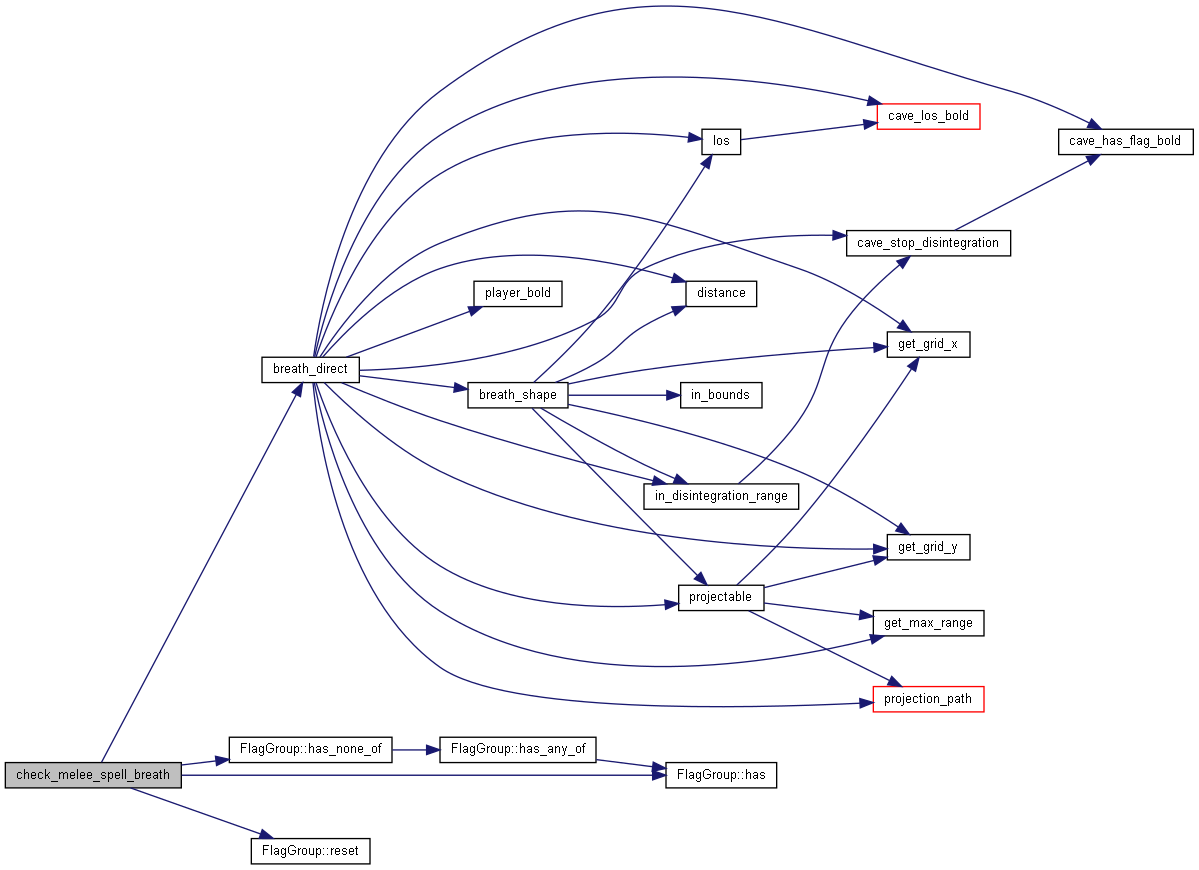 cave_los_bold
los
cave_has_flag_bold
cave_stop_disintegration
player_bold
distance
get_grid_x
breath_direct
breath_shape
in_bounds
in_disintegration_range
get_grid_y
projectable
get_max_range
projection_path
FlagGroup::has_none_of
FlagGroup::has_any_of
check_melee_spell_breath
FlagGroup::has
FlagGroup::reset